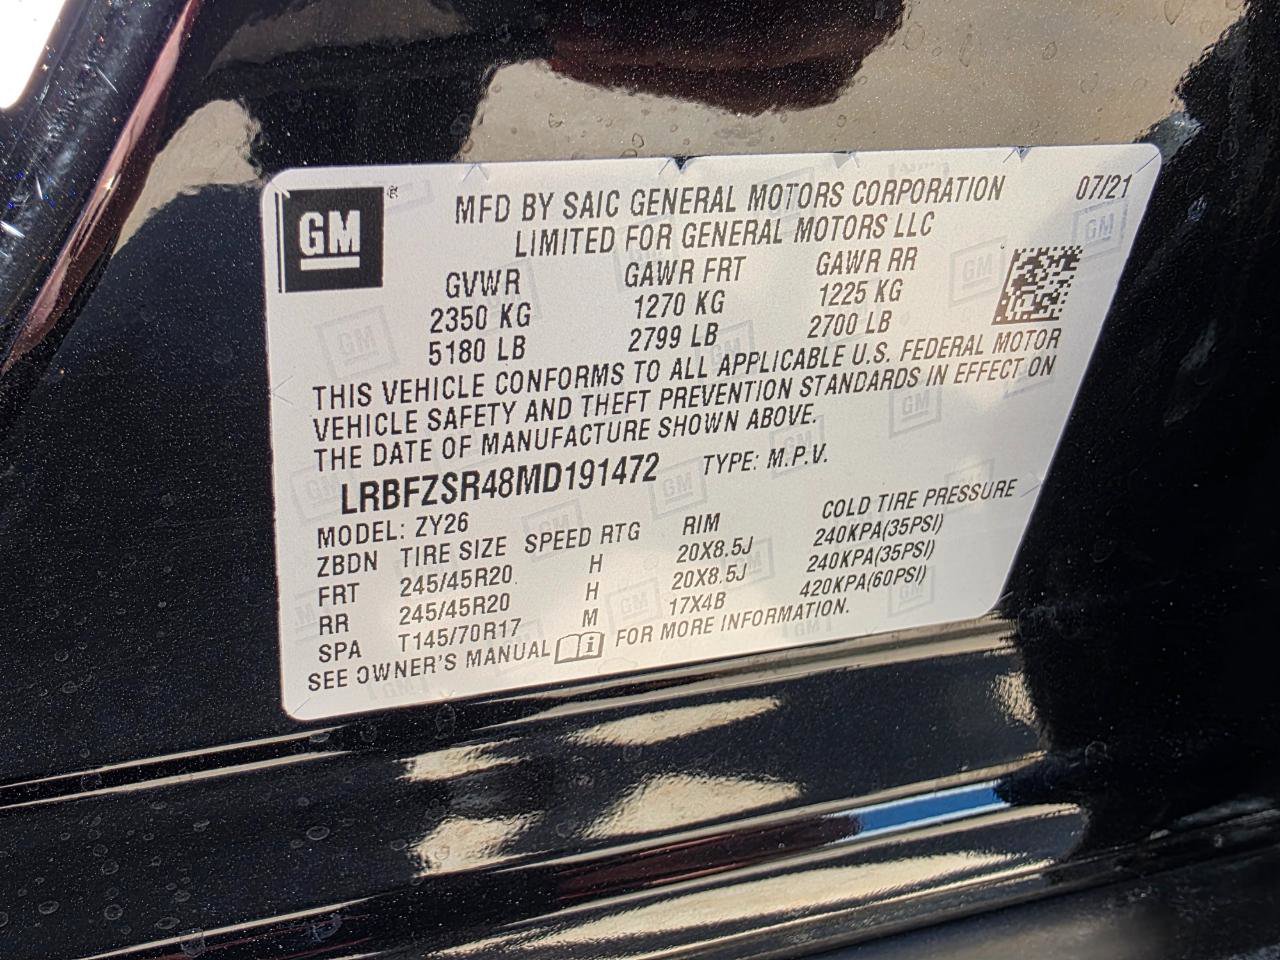 GM®
MFD BY SAIC GENERAL MOTORS CORPORATION 07/21
LIMITED FOR GENERAL MOTORS LLC
GVWR GAWR FRT GAWR RR
2350 KG 1270 KG 1225 KG
5180 LB 2799 LB 2700 LB
THIS VEHICLE CONFORMS TO ALL APPLICABLE U.S. FEDERAL MOTOR
VEHICLE SAFETY AND THEFT PREVENTION STANDARDS IN EFFECT ON
THE DATE OF MANUFACTURE SHOWN ABOVE.
LRBFZSR48MD191472 TYPE: M.P.V.
MODEL: ZY26
ZBDN TIRE SIZE SPEED RTG RIM COLD TIRE PRESSURE
FRT 245/45R20 H 20X8.5J 240KPA(35PSI)
RR 245/45R20 H 20X8.5J 240KPA(35PSI)
SPA T145/70R17 M 17X4B 420KPA(60PSI)
SEE OWNER'S MANUAL i FOR MORE INFORMATION.